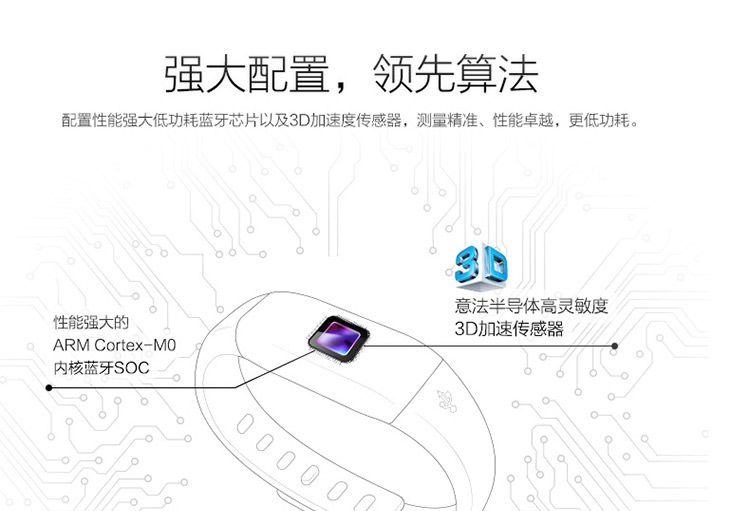 强大配置，领先算法
配置性能强大低功耗蓝牙芯片以及3D加速度传感器，测量精准、性能卓越，更低功耗。
3D
意法半导体高灵敏度
3D加速传感器
性能强大的
ARM Cortex-M0
内核蓝牙SOC